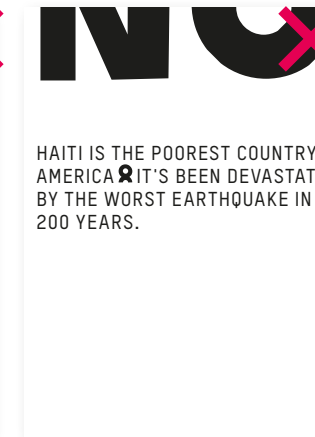 NO
HAITI IS THE POOREST COUNTRY
AMERICA IT'S BEEN DEVASTAT
BY THE WORST EARTHQUAKE IN
200 YEARS.